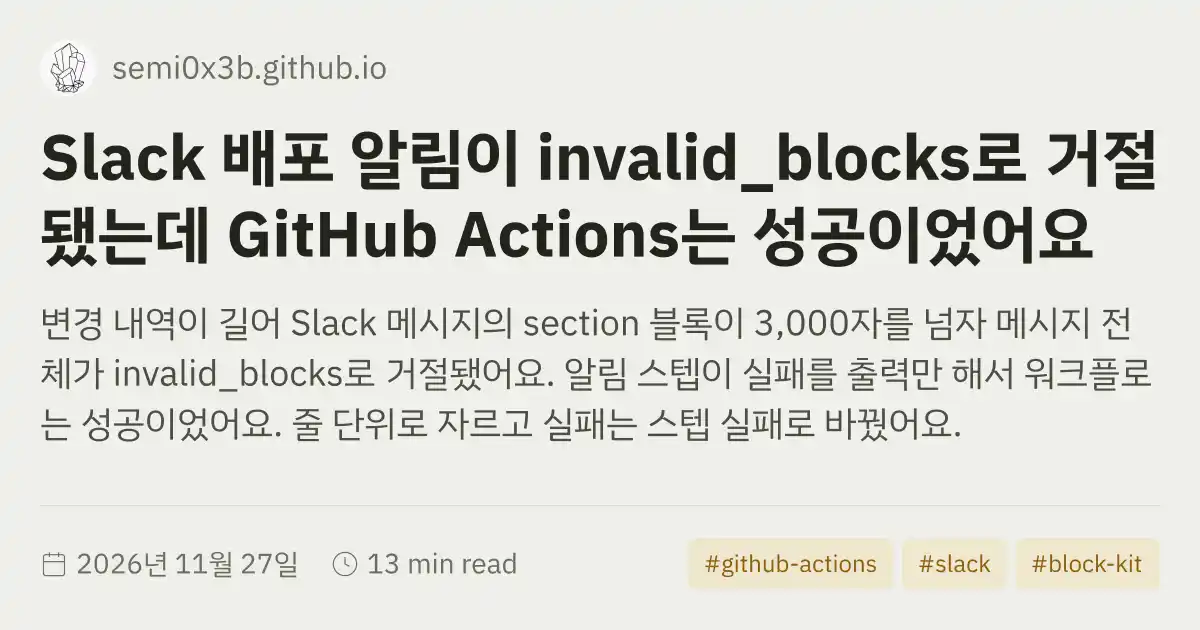 semi0x3b.github.io
Slack 배포 알림이 invalid_blocks로 거절
됐는데 GitHub Actions는 성공이었어요
변경 내역이 길어 Slack 메시지의 section 블록이 3,000자를 넘자 메시지 전
체가 invalid_blocks로 거절됐어요. 알림 스텝이 실패를 출력만 해서 워크플로
는 성공이었어요. 줄 단위로 자르고 실패는 스텝 실패로 바꿨어요.
2026년 11월 27일
13 min read
#github-actions
#slack
#block-kit